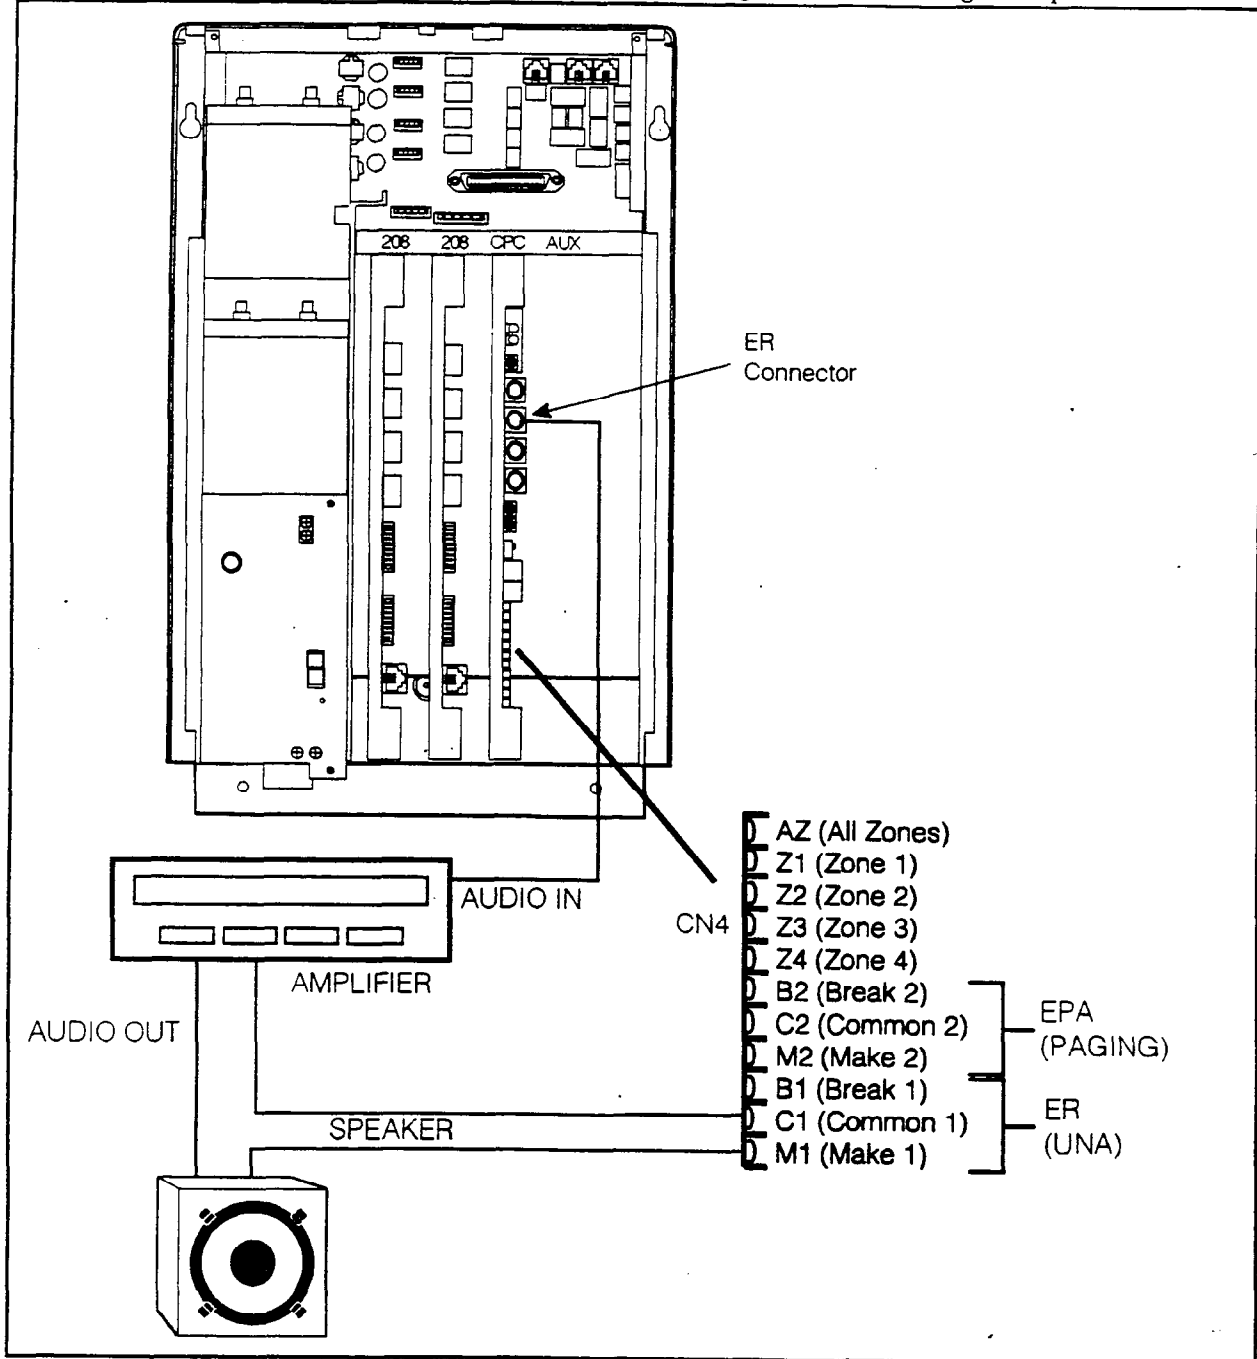 208 208 CPC AUX
ER
Connector
AZ (All Zones)
Z1 (Zone 1)
Z2 (Zone 2)
Z3 (Zone 3)
Z4 (Zone 4)
B2 (Break 2)
C2 (Common 2)
M2 (Make 2)
B1 (Break 1)
C1 (Common 1)
M1 (Make 1)
CN4
EPA
(PAGING)
ER
(UNA)
AUDIO IN
AMPLIFIER
AUDIO OUT
SPEAKER